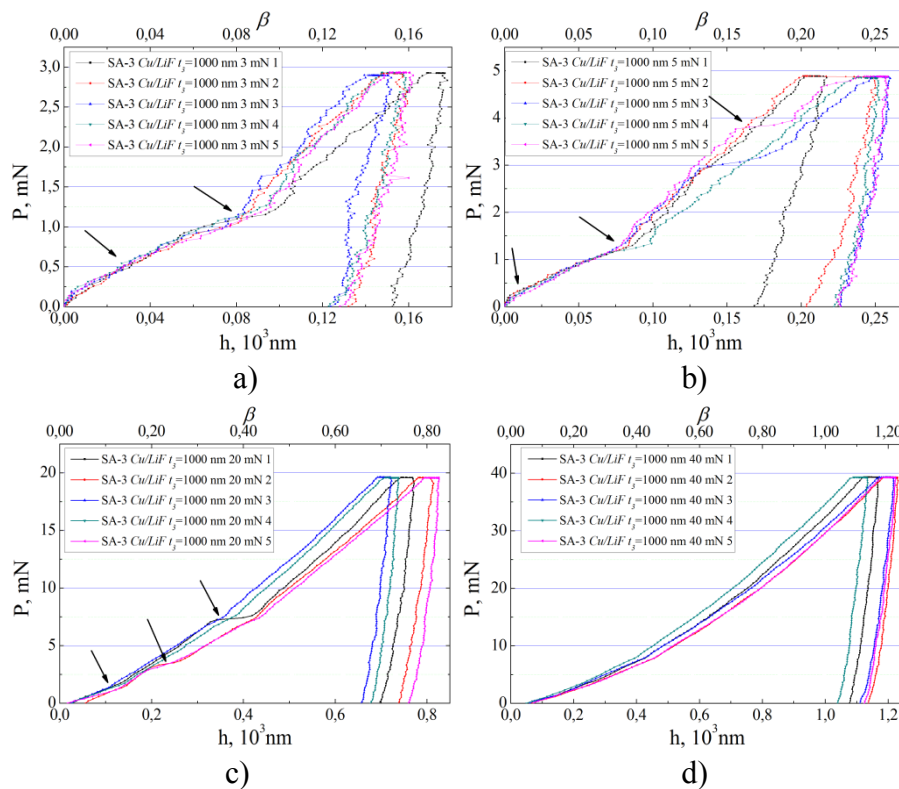 β
0,00 0,04 0,08 0,12 0,16
3,0
2,5
2,0
1,5
1,0
0,5
0,0
P, mN
SA-3 Cu/LiF t3=1000 nm 3 mN 1
SA-3 Cu/LiF t3=1000 nm 3 mN 2
SA-3 Cu/LiF t3=1000 nm 3 mN 3
SA-3 Cu/LiF t3=1000 nm 3 mN 4
SA-3 Cu/LiF t3=1000 nm 3 mN 5
0,00 0,04 0,08 0,12 0,16
h, 10³nm
a)
β
0,00 0,05 0,10 0,15 0,20 0,25
5
4
3
2
1
0
P, mN
SA-3 Cu/LiF t3=1000 nm 5 mN 1
SA-3 Cu/LiF t3=1000 nm 5 mN 2
SA-3 Cu/LiF t3=1000 nm 5 mN 3
SA-3 Cu/LiF t3=1000 nm 5 mN 4
SA-3 Cu/LiF t3=1000 nm 5 mN 5
0,00 0,05 0,10 0,15 0,20 0,25
h, 10³nm
b)
β
0,00 0,20 0,40 0,60 0,80
20
15
10
5
0
P, mN
SA-3 Cu/LiF t3=1000 nm 20 mN 1
SA-3 Cu/LiF t3=1000 nm 20 mN 2
SA-3 Cu/LiF t3=1000 nm 20 mN 3
SA-3 Cu/LiF t3=1000 nm 20 mN 4
SA-3 Cu/LiF t3=1000 nm 20 mN 5
0,0 0,2 0,4 0,6 0,8
h, 10³nm
c)
β
0,00 0,20 0,40 0,60 0,80 1,00 1,20
40
30
20
10
0
P, mN
SA-3 Cu/LiF t3=1000 nm 40 mN 1
SA-3 Cu/LiF t3=1000 nm 40 mN 2
SA-3 Cu/LiF t3=1000 nm 40 mN 3
SA-3 Cu/LiF t3=1000 nm 40 mN 4
SA-3 Cu/LiF t3=1000 nm 40 mN 5
0,0 0,2 0,4 0,6 0,8 1,0 1,2
h, 10³nm
d)